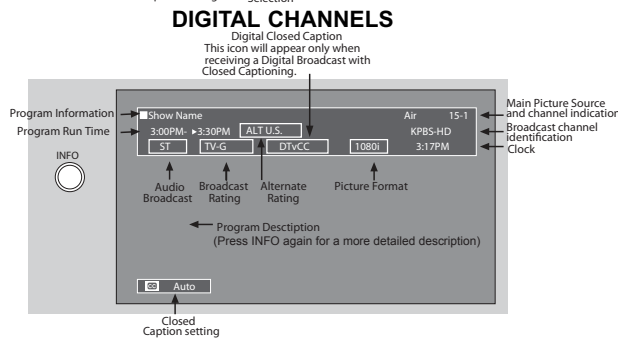 Selection
DIGITAL CHANNELS
Digital Closed Caption
This icon will appear only when
receiving a Digital Broadcast with
Closed Captioning.
Program Information
Show Name
Air 15-1
Main Picture Source
and channel indication
Program Run Time
3:00PM- ▸3:30PM
ALT U.S.
KPBS-HD
Broadcast channel
identification
ST
TV-G
DTvCC
1080i
3:17PM
Clock
INFO
Audio
Broadcast
Broadcast
Rating
Alternate
Rating
Picture Format
Program Desctiption
(Press INFO again for a more detailed description)
CC Auto
Closed
Caption setting